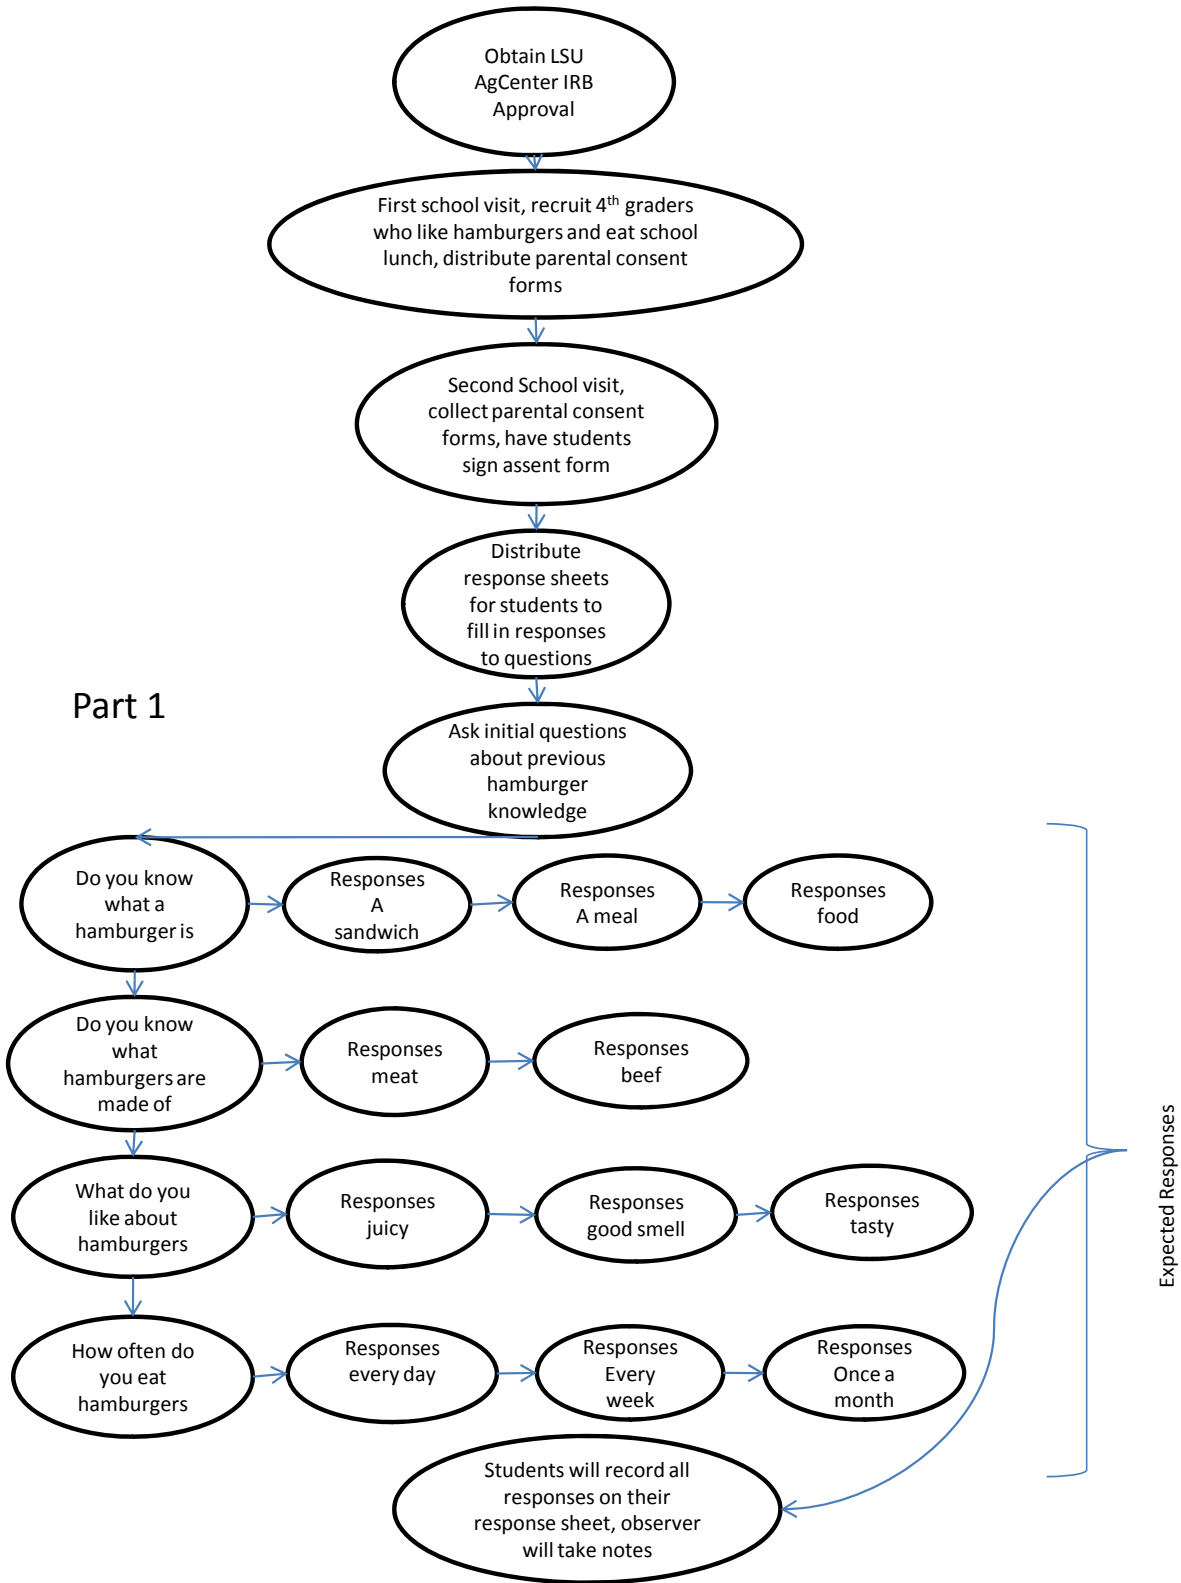 Obtain LSU
AgCenter IRB
Approval
First school visit, recruit 4th graders
who like hamburgers and eat school
lunch, distribute parental consent
forms
Second School visit,
collect parental consent
forms, have students
sign assent form
Distribute
response sheets
for students to
fill in responses
to questions
Part 1
Ask initial questions
about previous
hamburger
knowledge
Do you know
what a
hamburger is
Responses
A
sandwich
Responses
A meal
Responses
food
Do you know
what
hamburgers are
made of
Responses
meat
Responses
beef
What do you
like about
hamburgers
Responses
juicy
Responses
good smell
Responses
tasty
How often do
you eat
hamburgers
Responses
every day
Responses
Every
week
Responses
Once a
month
Expected Responses
Students will record all
responses on their
response sheet, observer
will take notes